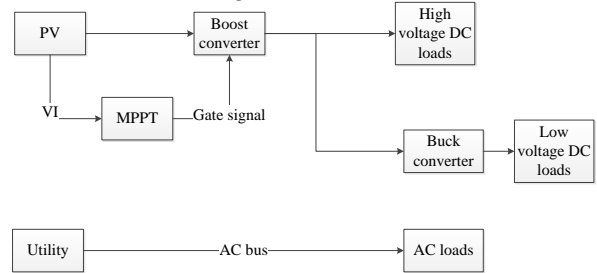 PV
Boost
converter
High
voltage DC
loads
VI
MPPT
Gate signal
Buck
converter
Low
voltage DC
loads
Utility
AC bus
AC loads